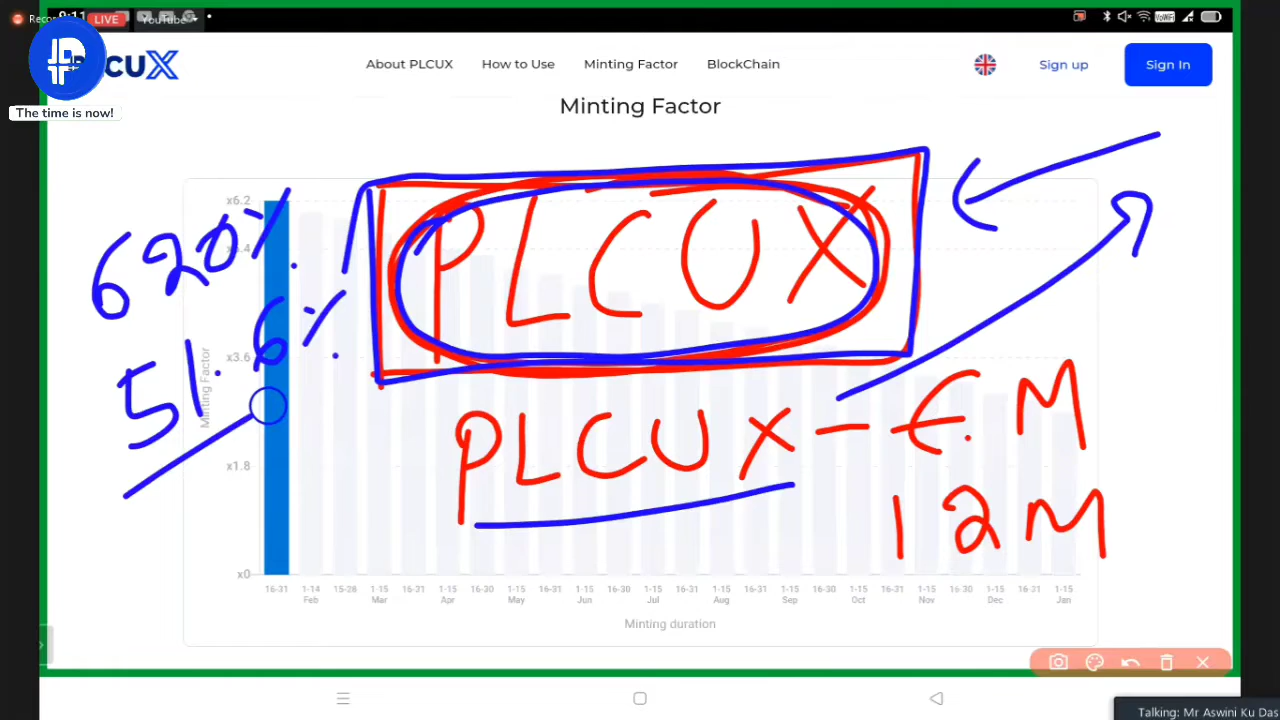 Recor
9:11
LIVE
YouTube
VoWiFi
PLCUX
The time is now!
About PLCUX How to Use Minting Factor BlockChain Sign up Sign In
Minting Factor
x6.2
x3.6
x1.8
x0
Minting Factor
620%.
51.6%.
PLCUX
PLCUX - F.M
12M
16-31 1-14 15-28 1-15 16-31 1-15 16-30 1-15 16-31 1-15 16-30 1-15 16-31 1-15 16-31 1-15 16-30 1-15 16-31 1-15 16-30 1-15 16-31 1-15
Feb Mar Apr May Jun Jul Aug Sep Oct Nov Dec Jan
Minting duration
Talking: Mr Aswini Ku Das